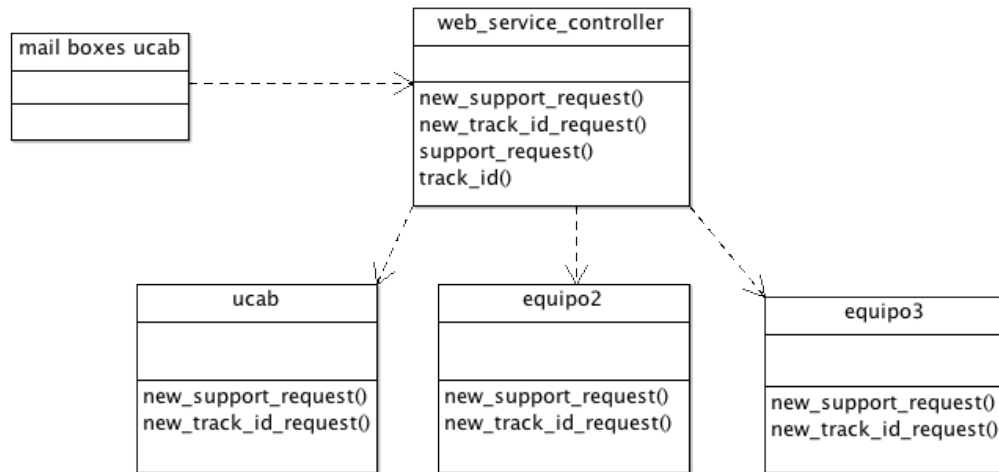 mail boxes ucab
web_service_controller
new_support_request()
new_track_id_request()
support_request()
track_id()
ucab
new_support_request()
new_track_id_request()
equipo2
new_support_request()
new_track_id_request()
equipo3
new_support_request()
new_track_id_request()